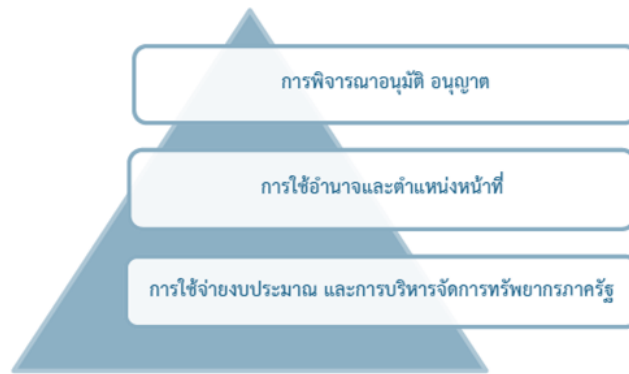 การพิจารณาอนุมัติ อนุญาต
การใช้อำนาจและตำแหน่งหน้าที่
การใช้จ่ายงบประมาณ และการบริหารจัดการทรัพยากรภาครัฐ